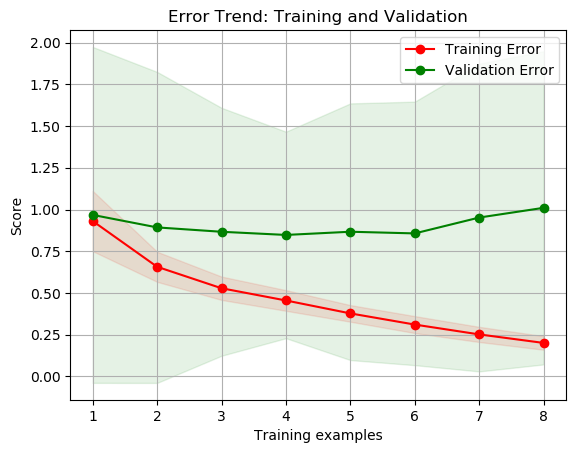 Error Trend: Training and Validation
Training Error
Validation Error
Score
2.00
1.75
1.50
1.25
1.00
0.75
0.50
0.25
0.00
1 2 3 4 5 6 7 8
Training examples